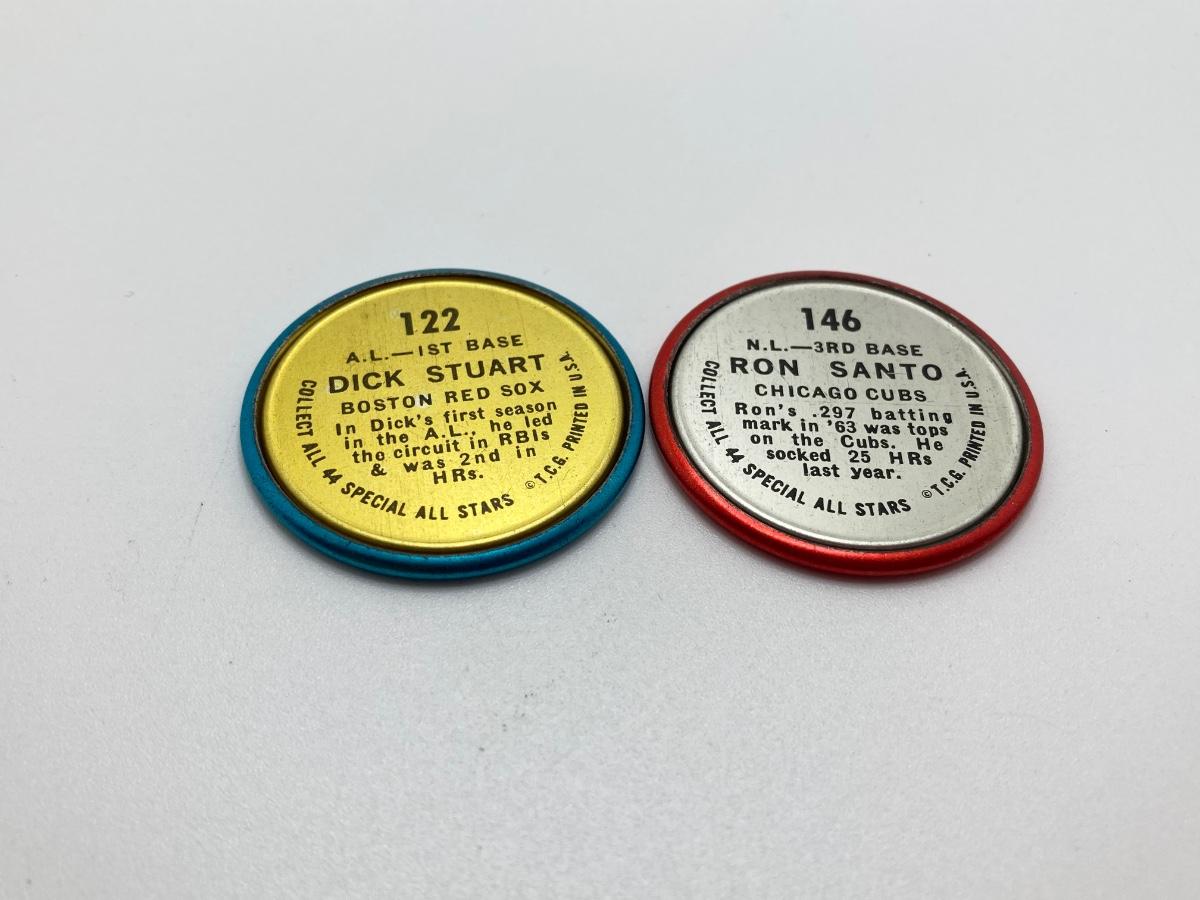 122
A.L.—1ST BASE
DICK STUART
BOSTON RED SOX
In Dick's first season
in the A.L., he led
the circuit in RBIs
& was 2nd in
HRs.
COLLECT ALL 44 SPECIAL ALL STARS
© T.C.G. PRINTED IN U.S.A.
146
N.L.—3RD BASE
RON SANTO
CHICAGO CUBS
Ron's .297 batting
mark in '63 was tops
on the Cubs. He
socked 25 HRs
last year.
COLLECT ALL 44 SPECIAL ALL STARS
© T.C.G. PRINTED IN U.S.A.